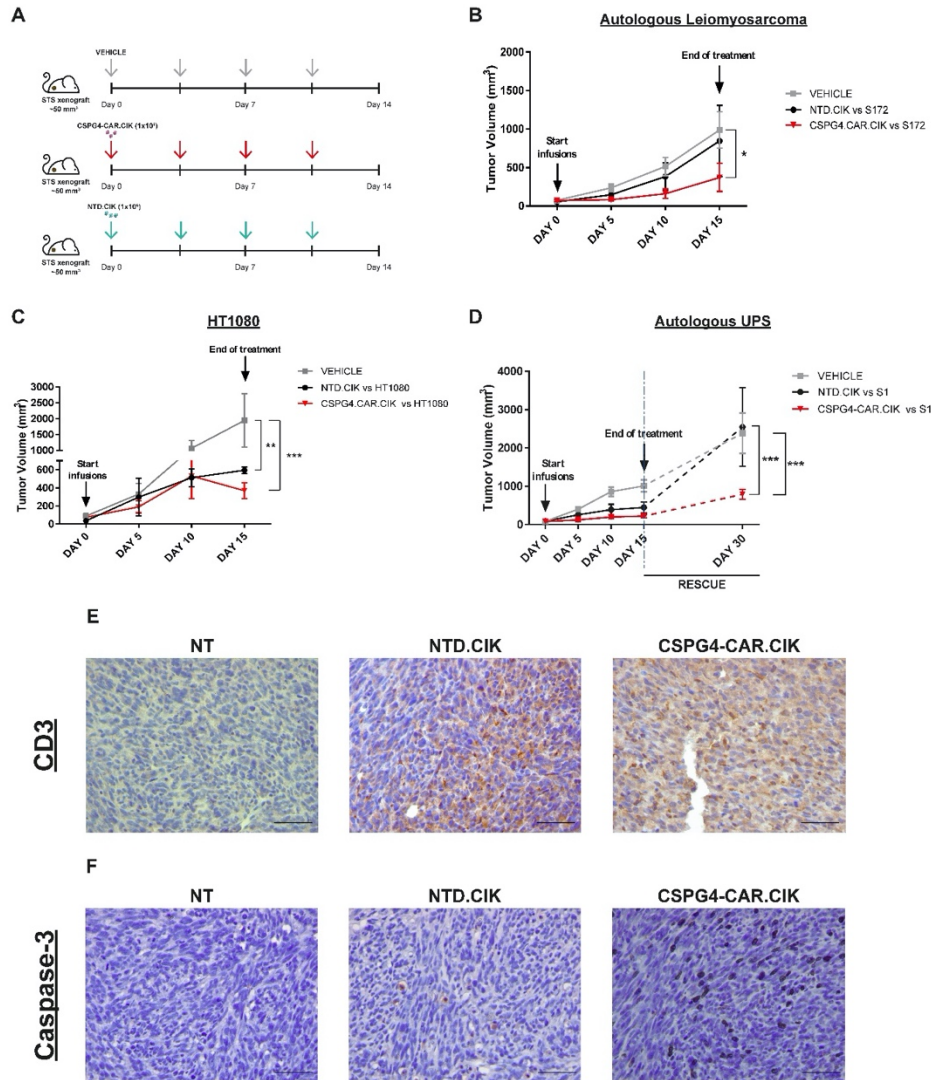 A
VEHICLE
STS xenograft
~50 mm³
Day 0
Day 7
Day 14
CSPG4-CAR.CIK (1x10⁶)
STS xenograft
~50 mm³
Day 0
Day 7
Day 14
NTD.CIK (1x10⁶)
STS xenograft
~50 mm³
Day 0
Day 7
Day 14
B
Autologous Leiomyosarcoma
Tumor Volume (mm³)
2000
1500
1000
500
0
Start
infusions
End of treatment
*
VEHICLE
NTD.CIK vs S172
CSPG4.CAR.CIK vs S172
DAY 0
DAY 5
DAY 10
DAY 15
C
HT1080
Tumor Volume (mm³)
3000
2500
2000
1500
1000
600
400
200
0
Start
infusions
End of treatment
**
***
VEHICLE
NTD.CIK vs HT1080
CSPG4.CAR.CIK vs HT1080
DAY 0
DAY 5
DAY 10
DAY 15
D
Autologous UPS
Tumor Volume (mm³)
4000
3000
2000
1000
0
Start
infusions
End of treatment
***
***
VEHICLE
NTD.CIK vs S1
CSPG4-CAR.CIK vs S1
DAY 0
DAY 5
DAY 10
DAY 15
DAY 30
RESCUE
E
NT
NTD.CIK
CSPG4-CAR.CIK
CD3
F
NT
NTD.CIK
CSPG4-CAR.CIK
Caspase-3